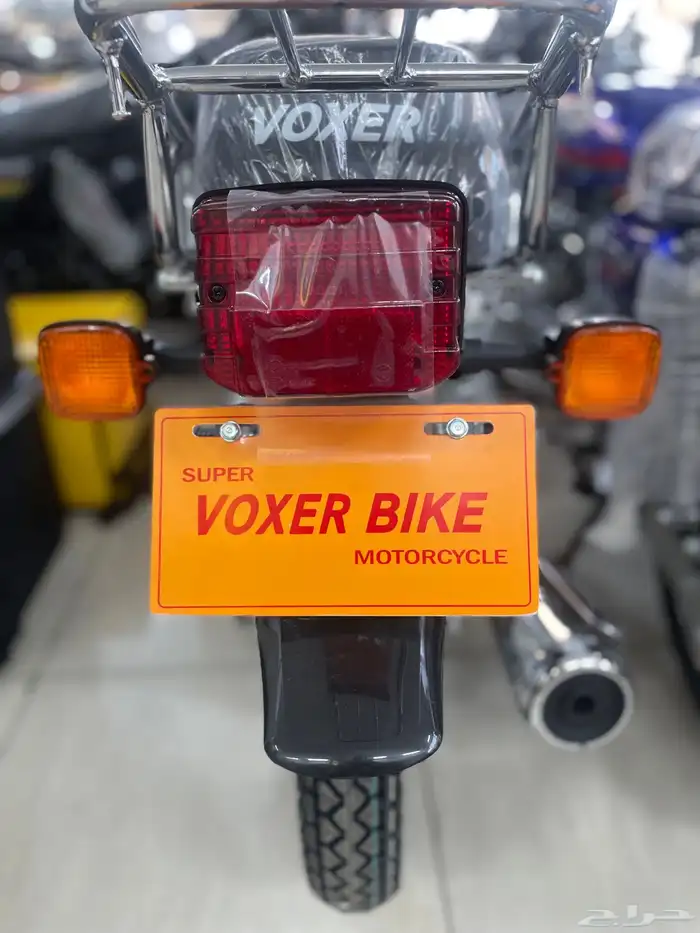 VOXER
SUPER
VOXER BIKE
MOTORCYCLE
حراج